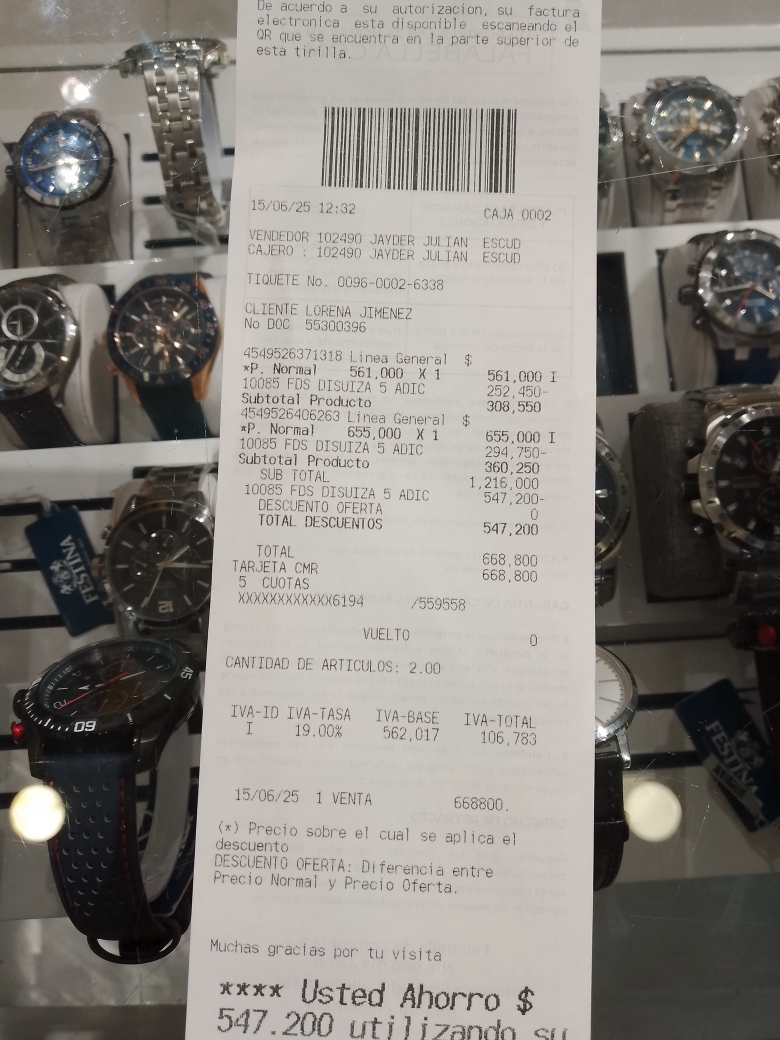 De acuerdo a su autorizacion, su factura
electronica esta disponible escaneando el
QR que se encuentra en la parte superior de
esta tirilla.
15/06/25 12:32 CAJA 0002
VENDEDOR 102490 JAYDER JULIAN ESCUD
CAJERO : 102490 JAYDER JULIAN ESCUD
TIQUETE No. 0096-0002-6338
CLIENTE LORENA JIMENEZ
No DOC 55300396
4549526371318 Linea General $
*P. Normal 561,000 X 1 561,000 I
10085 FDS DISUIZA 5 ADIC 252,450-
Subtotal Producto 308,550
4549526406263 Linea General $
*P. Normal 655,000 X 1 655,000 I
10085 FDS DISUIZA 5 ADIC 294,750-
Subtotal Producto 360,250
SUB TOTAL 1,216,000
10085 FDS DISUIZA 5 ADIC 547,200-
DESCUENTO OFERTA 0
TOTAL DESCUENTOS 547,200
TOTAL 668,800
TARJETA CMR 668,800
5 CUOTAS
XXXXXXXXXXXX6194 /559558
VUELTO 0
CANTIDAD DE ARTICULOS: 2.00
IVA-ID IVA-TASA IVA-BASE IVA-TOTAL
I 19.00% 562,017 106,783
15/06/25 1 VENTA 668800.
(*) Precio sobre el cual se aplica el
descuento
DESCUENTO OFERTA: Diferencia entre
Precio Normal y Precio Oferta.
Muchas gracias por tu visita
**** Usted Ahorro $
547.200 utilizando su
FESTINA
FESTINA
12
45
60